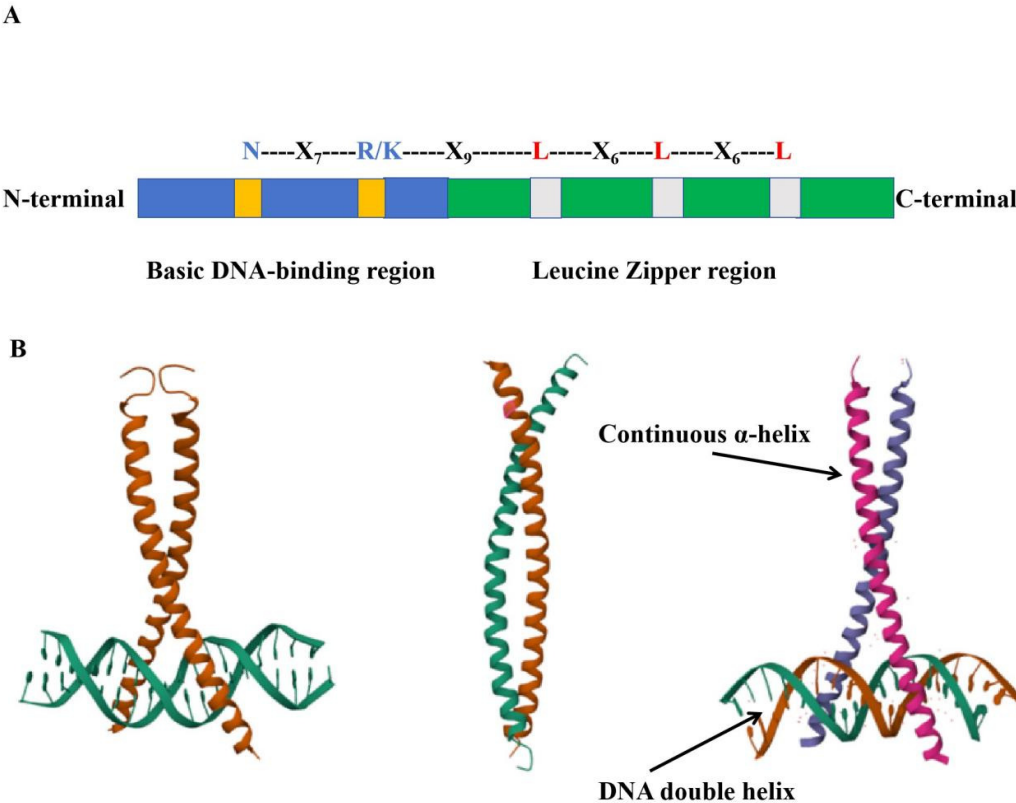 A
N----X₇----R/K-----X₉-------L-----X₆----L-----X₆----L
N-terminal
C-terminal
Basic DNA-binding region
Leucine Zipper region
B
Continuous α-helix
DNA double helix